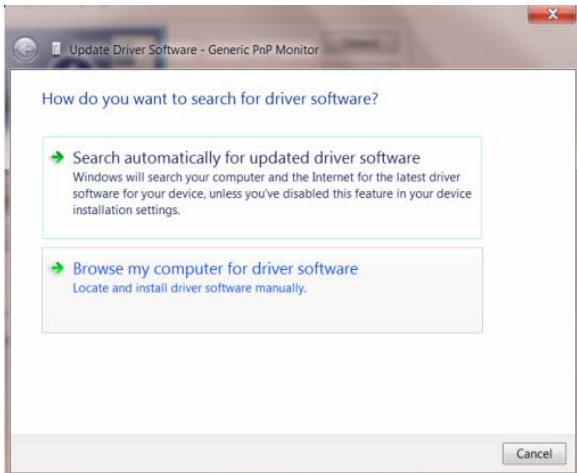 Update Driver Software - Generic PnP Monitor
How do you want to search for driver software?
Search automatically for updated driver software
Windows will search your computer and the Internet for the latest driver
software for your device, unless you've disabled this feature in your device
installation settings.
Browse my computer for driver software
Locate and install driver software manually.
Cancel